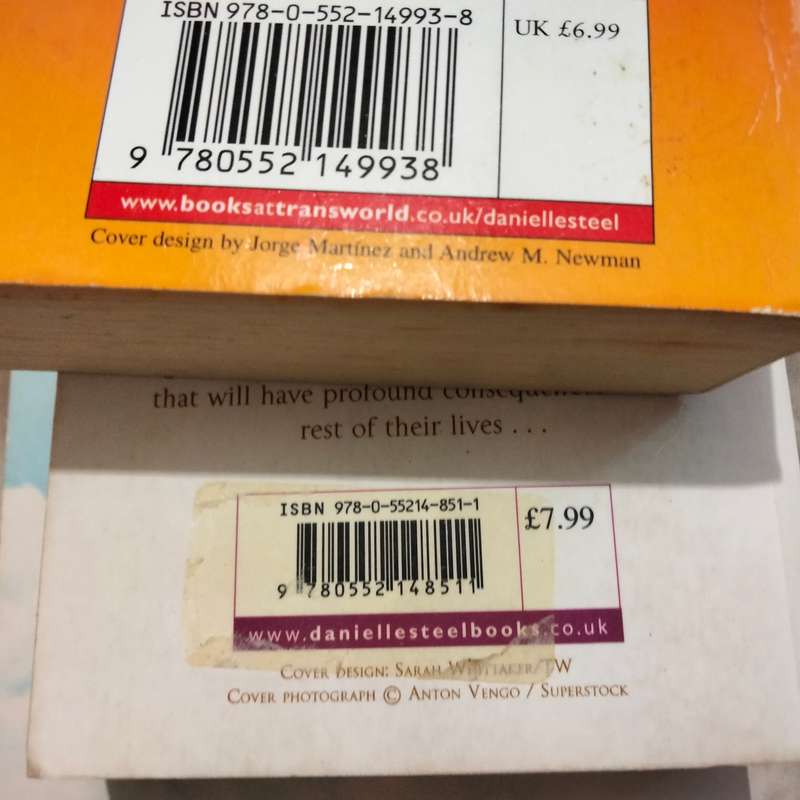 ISBN 978-0-552-14993-8
UK £6.99
9 780552 149938
www.booksattransworld.co.uk/daniellesteel
Cover design by Jorge Martínez and Andrew M. Newman
that will have profound
rest of their lives . . .
ISBN 978-0-55214-851-1
£7.99
9 780552 148511
www.daniellesteelbooks.co.uk
COVER DESIGN: SARAH WHITTAKER/TW
COVER PHOTOGRAPH © ANTON VENGO / SUPERSTOCK